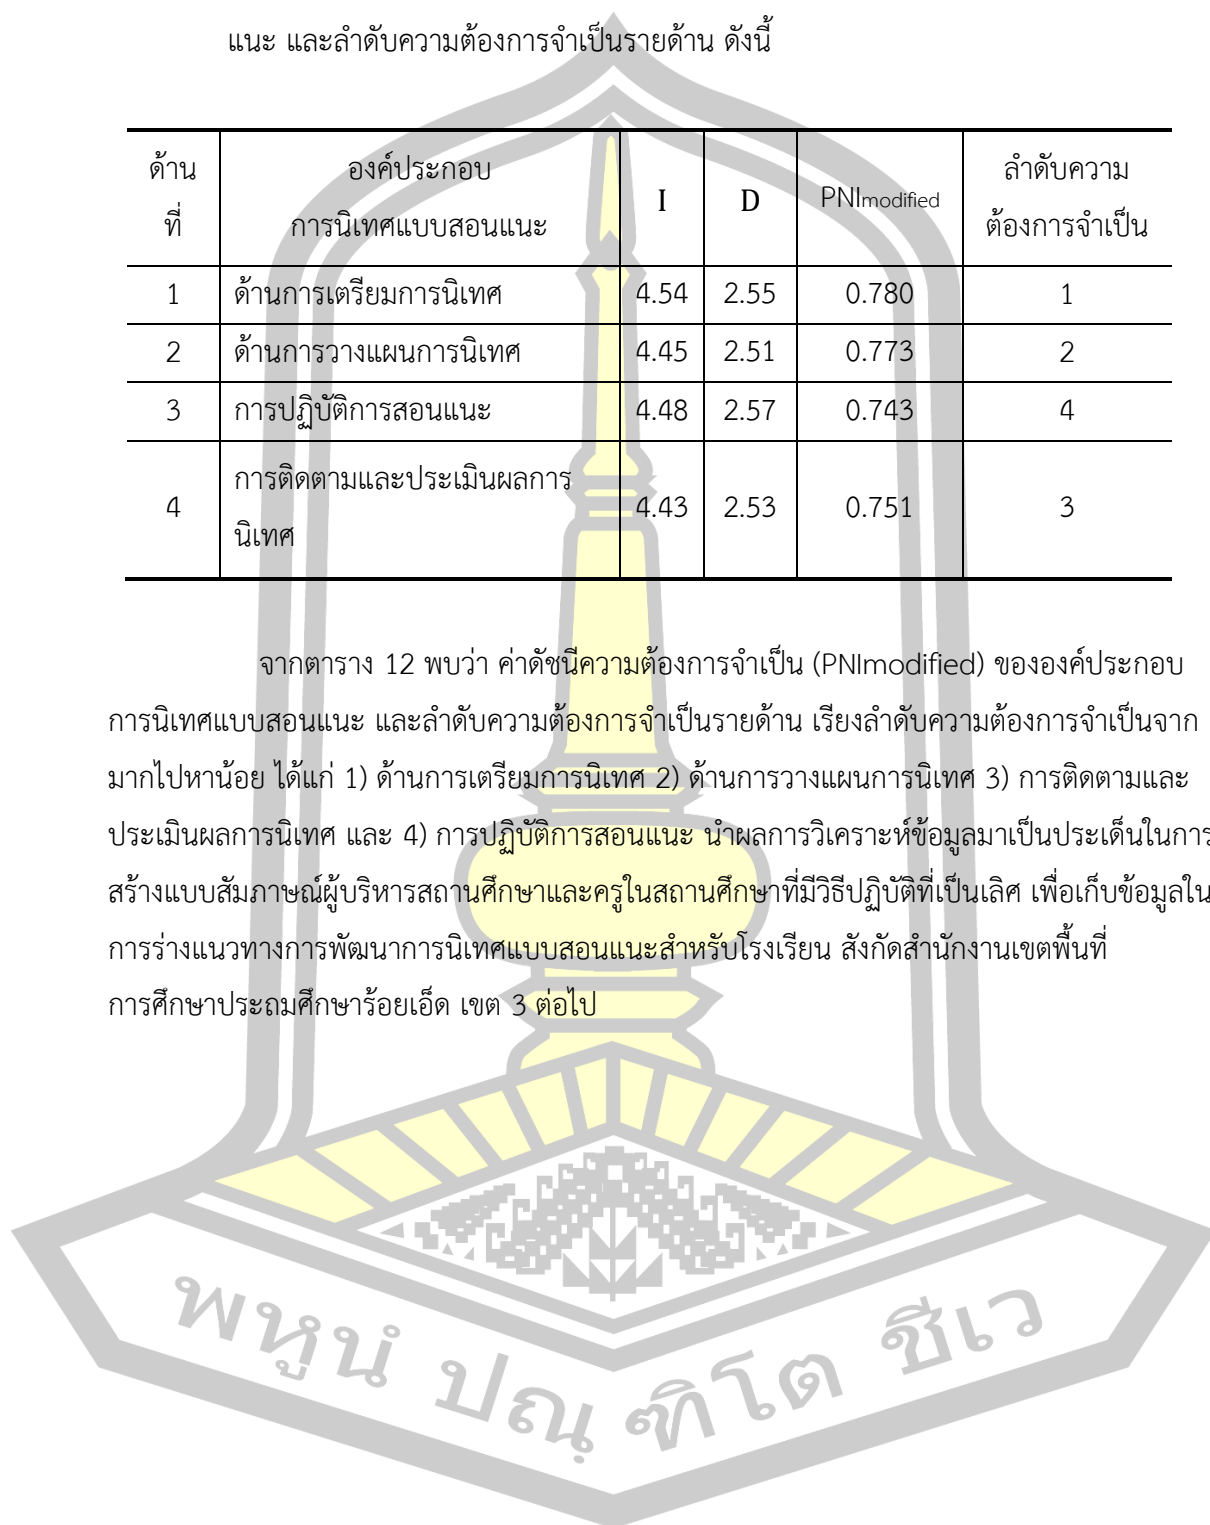 แนะ และลำดับความต้องการจำเป็นรายด้าน ดังนี้
ด้าน
ที่
องค์ประกอบ
การนิเทศแบบสอนแนะ
I
D
PNImodified
ลำดับความ
ต้องการจำเป็น
1 ด้านการเตรียมการนิเทศ 4.54 2.55 0.780 1
2 ด้านการวางแผนการนิเทศ 4.45 2.51 0.773 2
3 การปฏิบัติการสอนแนะ 4.48 2.57 0.743 4
4 การติดตามและประเมินผลการ
นิเทศ 4.43 2.53 0.751 3
จากตาราง 12 พบว่า ค่าดัชนีความต้องการจำเป็น (PNImodified) ขององค์ประกอบ
การนิเทศแบบสอนแนะ และลำดับความต้องการจำเป็นรายด้าน เรียงลำดับความต้องการจำเป็นจาก
มากไปหาน้อย ได้แก่ 1) ด้านการเตรียมการนิเทศ 2) ด้านการวางแผนการนิเทศ 3) การติดตามและ
ประเมินผลการนิเทศ และ 4) การปฏิบัติการสอนแนะ นำผลการวิเคราะห์ข้อมูลมาเป็นประเด็นในการ
สร้างแบบสัมภาษณ์ผู้บริหารสถานศึกษาและครูในสถานศึกษาที่มีวิธีปฏิบัติที่เป็นเลิศ เพื่อเก็บข้อมูลใน
การร่างแนวทางการพัฒนาการนิเทศแบบสอนแนะสำหรับโรงเรียน สังกัดสำนักงานเขตพื้นที่
การศึกษาประถมศึกษาร้อยเอ็ด เขต 3 ต่อไป
พหูนํ ปณฺฑิโต ชีเว